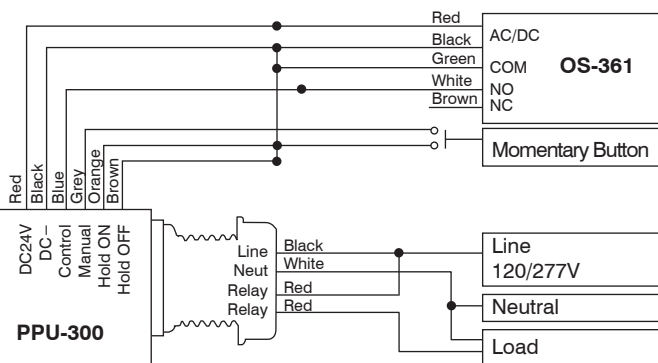 Red
Black
Green
White
Brown
AC/DC
COM
NO
NC
OS-361
Momentary Button
Red
Black
Blue
Grey
Orange
Brown
DC24V
DC–
Control
Manual
Hold ON
Hold OFF
PPU-300
Line
Neut
Relay
Relay
Black
White
Red
Red
Line
120/277V
Neutral
Load